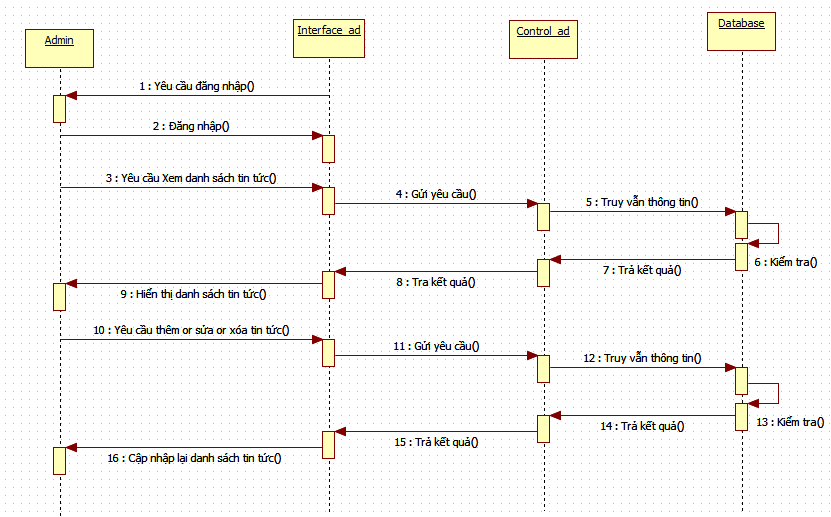 Admin
Interface_ad
Control_ad
Database
1 : Yêu cầu đăng nhập()
2 : Đăng nhập()
3 : Yêu cầu Xem danh sách tin tức()
4 : Gửi yêu cầu()
5 : Truy vẫn thông tin()
6 : Kiểm tra()
7 : Trả kết quả()
8 : Tra kết quả()
9 : Hiển thị danh sách tin tức()
10 : Yêu cầu thêm or sửa or xóa tin tức()
11 : Gửi yêu cầu()
12 : Truy vẫn thông tin()
13 : Kiểm tra()
14 : Trả kết quả()
15 : Trả kết quả()
16 : Cập nhập lại danh sách tin tức()